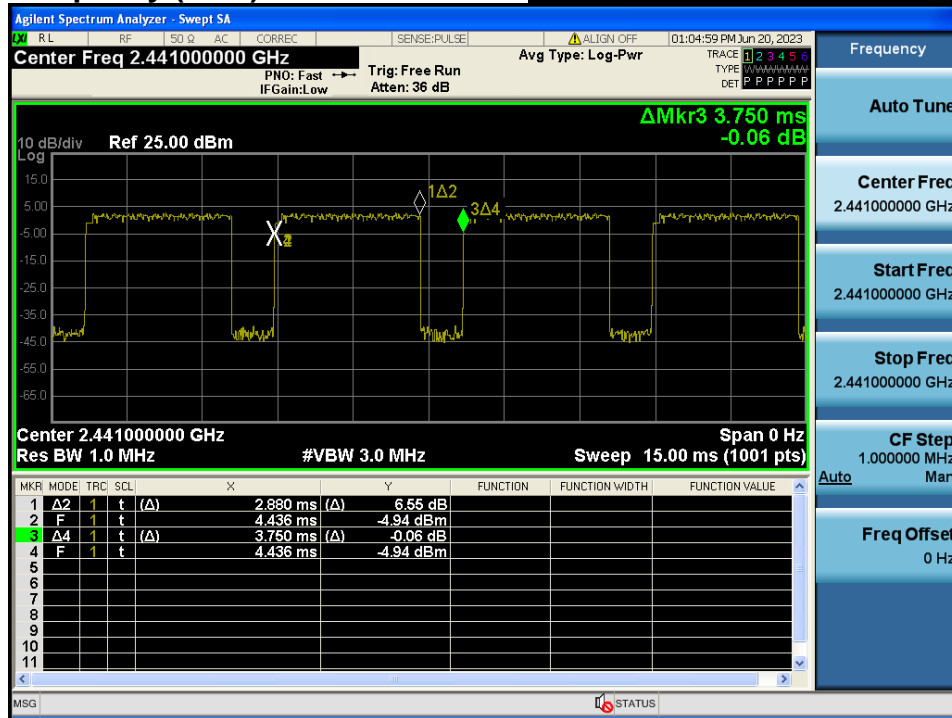 Agilent Spectrum Analyzer - Swept SA
LXI RL RF 50 Ω AC CORREC SENSE:PULSE ALIGN OFF 01:04:59 PM Jun 20, 2023
Center Freq 2.441000000 GHz
PNO: Fast
IFGain:Low
Trig: Free Run
Atten: 36 dB
Avg Type: Log-Pwr
TRACE 1 2 3 4 5 6
TYPE WWWWWW
DET P P P P P P
ΔMkr3 3.750 ms
-0.06 dB
10 dB/div Ref 25.00 dBm
Log
15.0
5.00
-5.00
-15.0
-25.0
-35.0
-45.0
-55.0
-65.0
1Δ2
3Δ4
Center 2.441000000 GHz Span 0 Hz
Res BW 1.0 MHz #VBW 3.0 MHz Sweep 15.00 ms (1001 pts)
MKR MODE TRC SCL X Y FUNCTION FUNCTION WIDTH FUNCTION VALUE
1 Δ2 1 t (Δ) 2.880 ms (Δ) 6.55 dB
2 F 1 t 4.436 ms -4.94 dBm
3 Δ4 1 t (Δ) 3.750 ms (Δ) -0.06 dB
4 F 1 t 4.436 ms -4.94 dBm
5
6
7
8
9
10
11
MSG STATUS
Frequency
Auto Tune
Center Freq
2.441000000 GHz
Start Freq
2.441000000 GHz
Stop Freq
2.441000000 GHz
CF Step
1.000000 MHz
Auto Man
Freq Offset
0 Hz